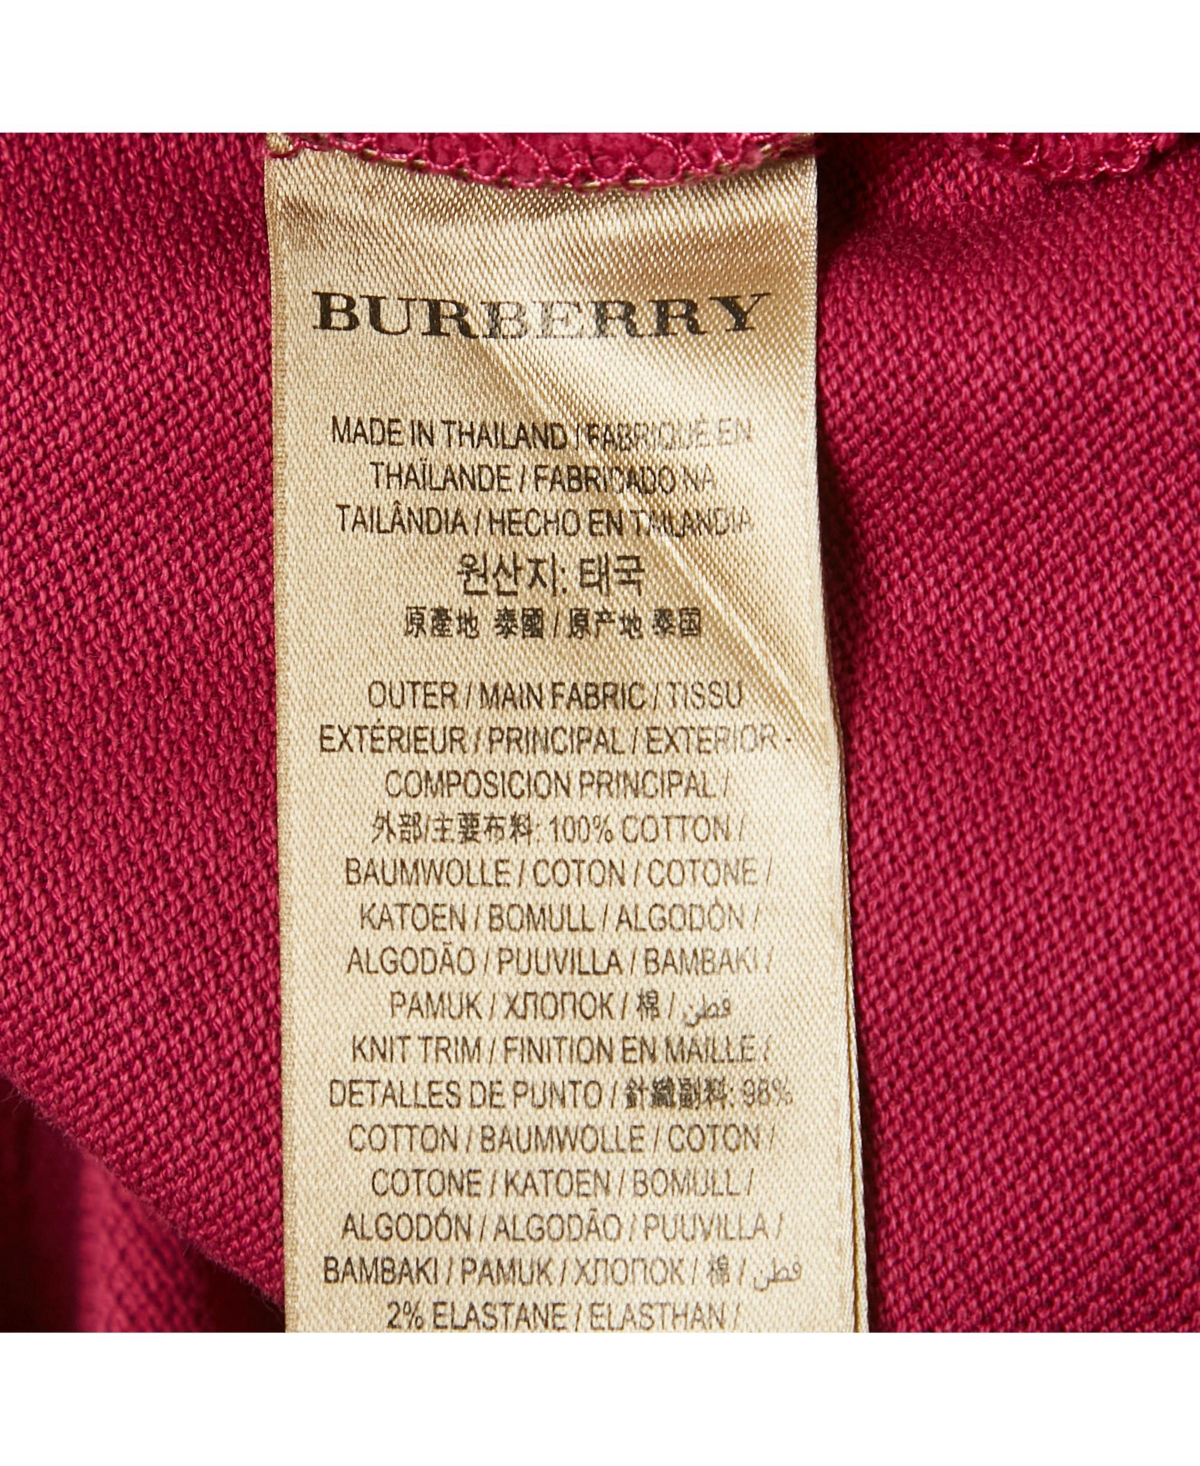 BURBERRY
MADE IN THAILAND / FABRIQUÉ EN
THAÏLANDE / FABRICADO NA
TAILÂNDIA / HECHO EN TAILANDIA
원산지: 태국
原產地 泰國 / 原产地 泰国
OUTER / MAIN FABRIC / TISSU
EXTÉRIEUR / PRINCIPAL / EXTERIOR -
COMPOSICION PRINCIPAL /
外部/主要布料: 100% COTTON /
BAUMWOLLE / COTON / COTONE /
KATOEN / BOMULL / ALGODÓN /
ALGODÃO / PUUVILLA / BAMBAKI /
PAMUK / ХЛОПОК / 棉 / قطن
KNIT TRIM / FINITION EN MAILLE /
DETALLES DE PUNTO / 針織副料: 98%
COTTON / BAUMWOLLE / COTON /
COTONE / KATOEN / BOMULL /
ALGODÓN / ALGODÃO / PUUVILLA /
BAMBAKI / PAMUK / ХЛОПОК / 棉 / قطن
2% ELASTANE / ELASTHAN /